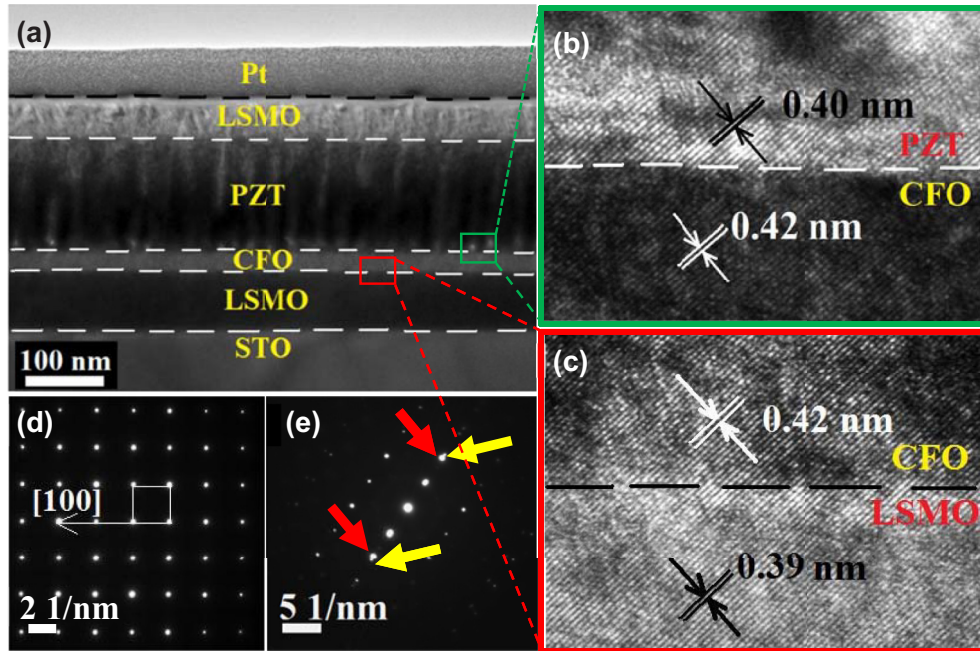 (a)
Pt
LSMO
PZT
CFO
LSMO
STO
100 nm
(b)
0.40 nm
PZT
CFO
0.42 nm
(c)
0.42 nm
CFO
LSMO
0.39 nm
(d)
[100]
2 1/nm
(e)
5 1/nm